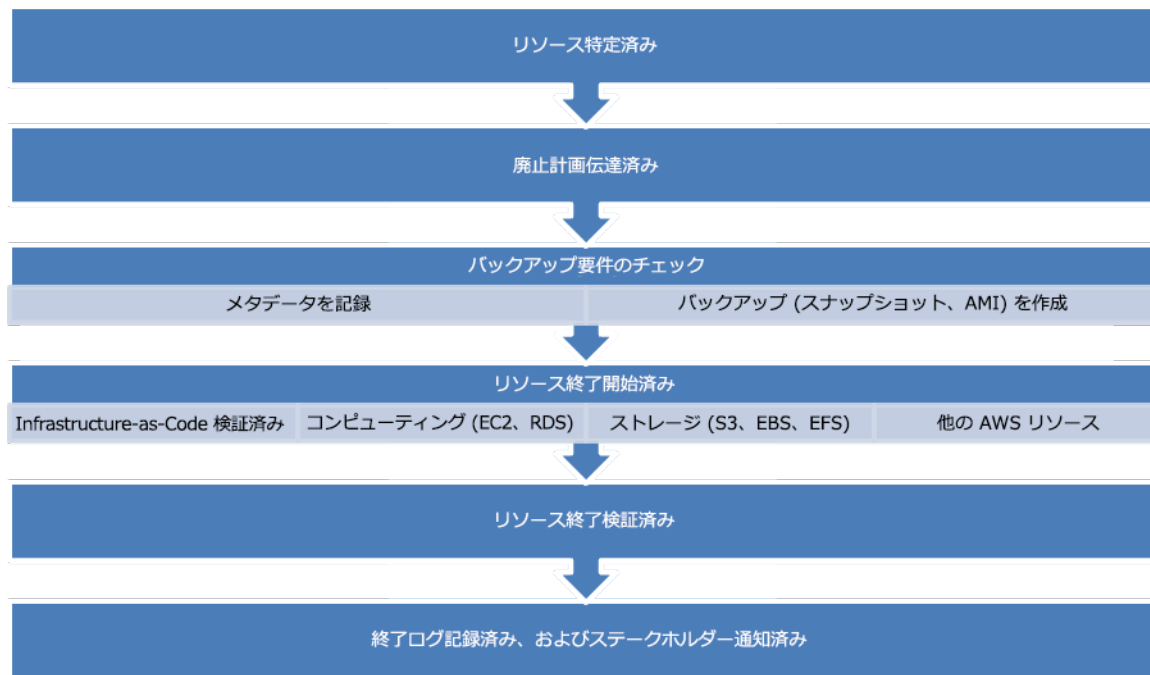 リソース特定済み
廃止計画伝達済み
バックアップ要件のチェック
メタデータを記録
バックアップ (スナップショット、AMI) を作成
リソース終了開始済み
Infrastructure-as-Code 検証済み
コンピューティング (EC2、RDS)
ストレージ (S3、EBS、EFS)
他の AWS リソース
リソース終了検証済み
終了ログ記録済み、およびステークホルダー通知済み